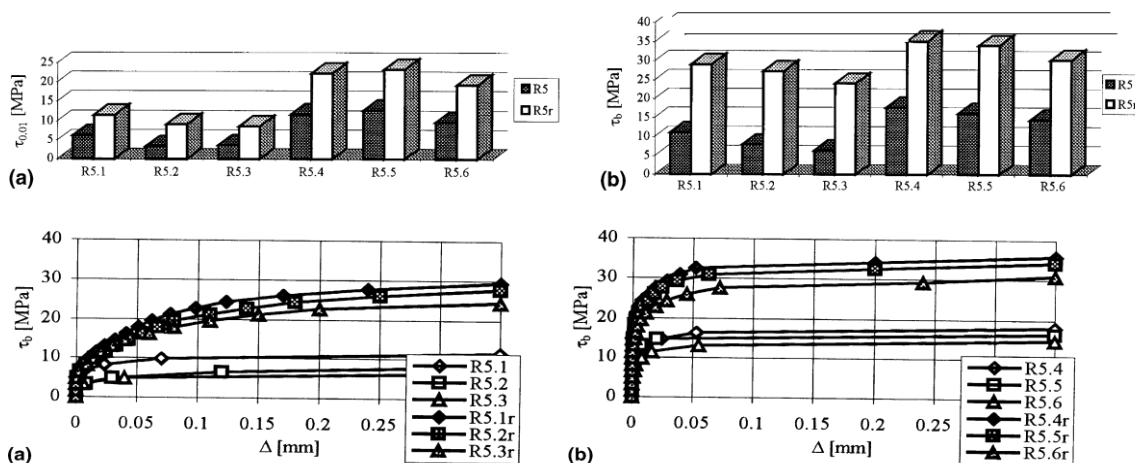 τ0,01 [MPa]
25
20
15
10
5
0
R5.1 R5.2 R5.3 R5.4 R5.5 R5.6
R5
R5r
(a)
τb [MPa]
40
35
30
25
20
15
10
5
0
R5.1 R5.2 R5.3 R5.4 R5.5 R5.6
R5
R5r
(b)
τb [MPa]
40
30
20
10
0
0 0.05 0.1 0.15 0.2 0.25
Δ [mm]
R5.1
R5.2
R5.3
R5.1r
R5.2r
R5.3r
(a)
τb [MPa]
40
30
20
10
0
0 0.05 0.1 0.15 0.2 0.25
Δ [mm]
R5.4
R5.5
R5.6
R5.4r
R5.5r
R5.6r
(b)